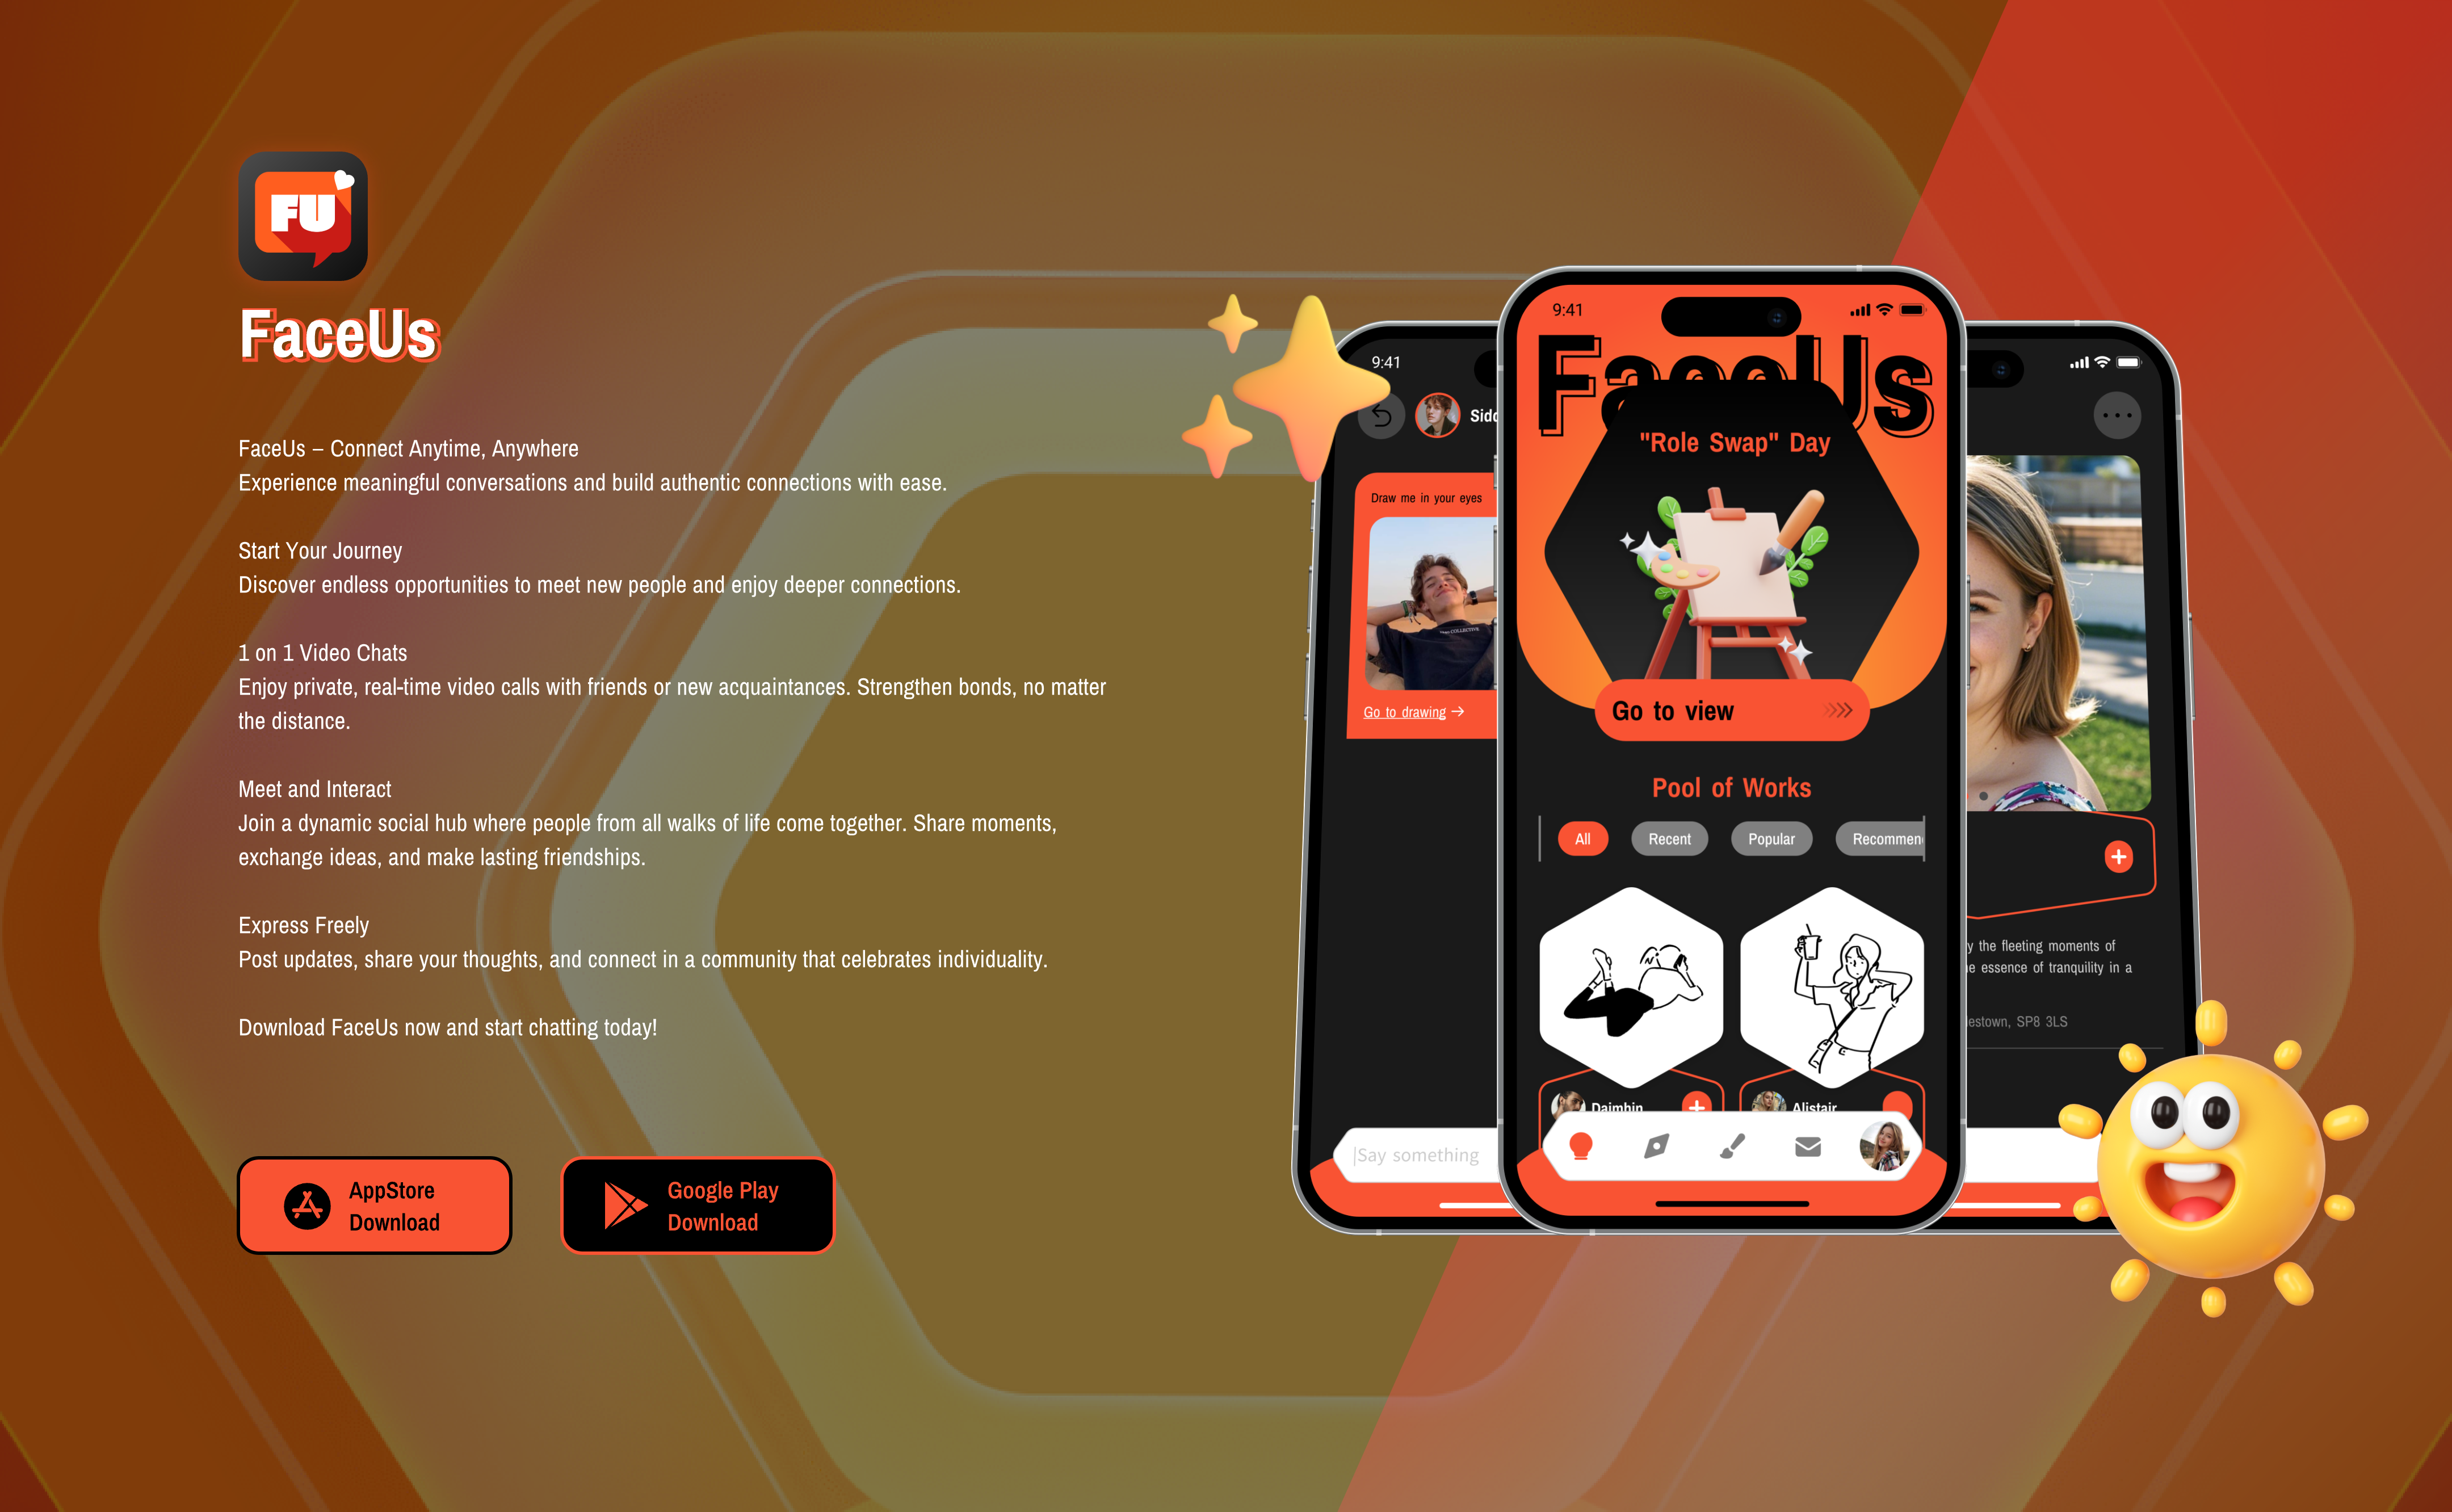 FU
FaceUs
FaceUs – Connect Anytime, Anywhere
Experience meaningful conversations and build authentic connections with ease.
Start Your Journey
Discover endless opportunities to meet new people and enjoy deeper connections.
1 on 1 Video Chats
Enjoy private, real-time video calls with friends or new acquaintances. Strengthen bonds, no matter
the distance.
Meet and Interact
Join a dynamic social hub where people from all walks of life come together. Share moments,
exchange ideas, and make lasting friendships.
Express Freely
Post updates, share your thoughts, and connect in a community that celebrates individuality.
Download FaceUs now and start chatting today!
AppStore
Download
Google Play
Download
9:41
Draw me in your eyes
COLLECTIVE
Go to drawing
Say something
9:41
FaceUs
"Role Swap" Day
Go to view
Pool of Works
All Recent Popular Recommen
Daimhin Alistair
y the fleeting moments of
essence of tranquility in a
estown, SP8 3LS